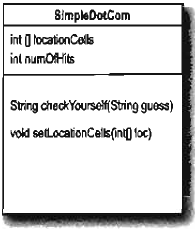 SimpleDotCom
int [] locationCells
int numOfHits
String checkYourself(String guess)
void setLocationCells(int[] loc)